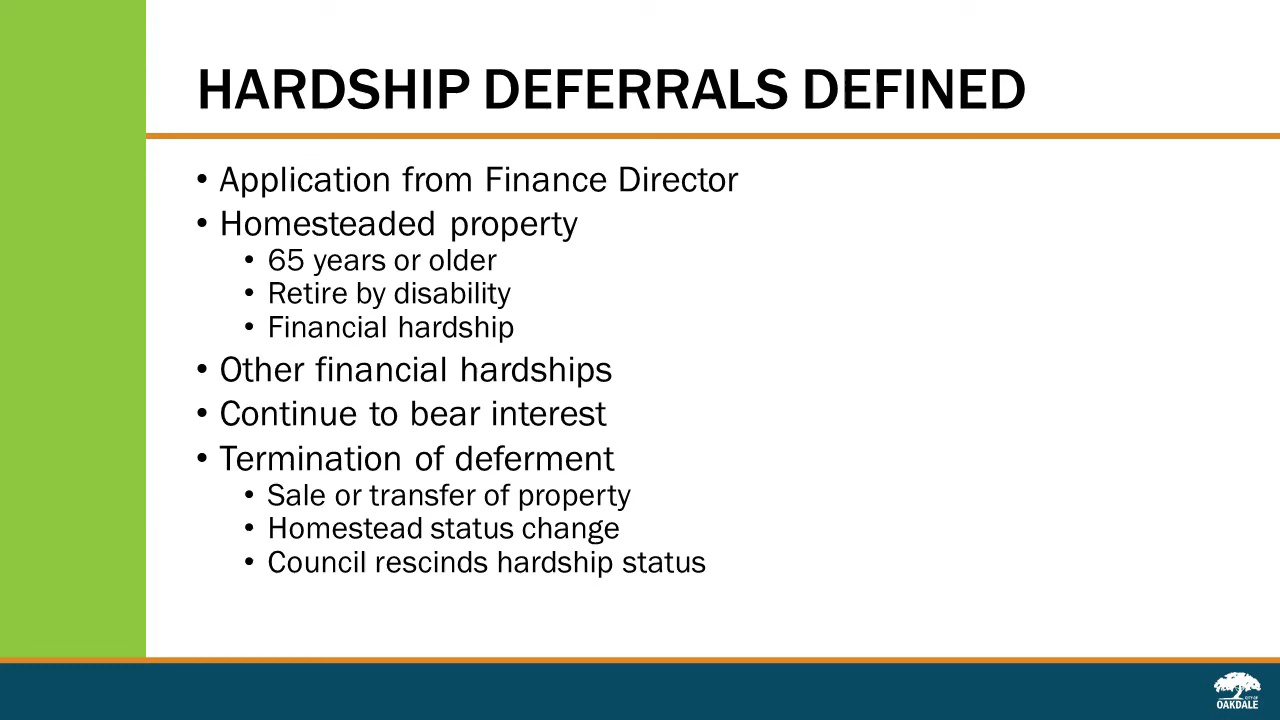 HARDSHIP DEFERRALS DEFINED
• Application from Finance Director
• Homesteaded property
• 65 years or older
• Retire by disability
• Financial hardship
• Other financial hardships
• Continue to bear interest
• Termination of deferment
• Sale or transfer of property
• Homestead status change
• Council rescinds hardship status
CITY OF
OAKDALE